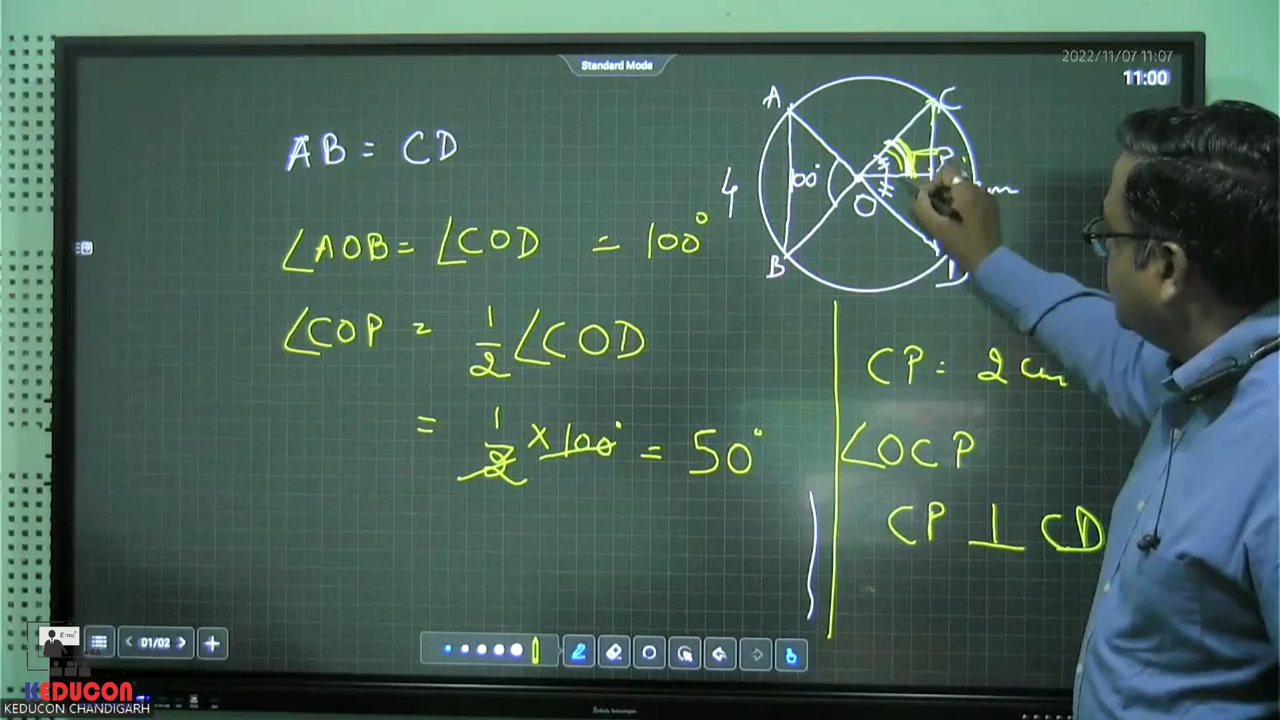 Standard Mode
2022/11/07 11:07
11:00
A
C
AB = CD
P
4
100°
m
O
∠AOB = ∠COD = 100°
B
D
∠COP = 1/2 ∠COD
CP = 2 cm
= 1/2 × 100° = 50°
∠OCP
CP ⊥ CD
01/02
KEDUCON
KEDUCON CHANDIGARH